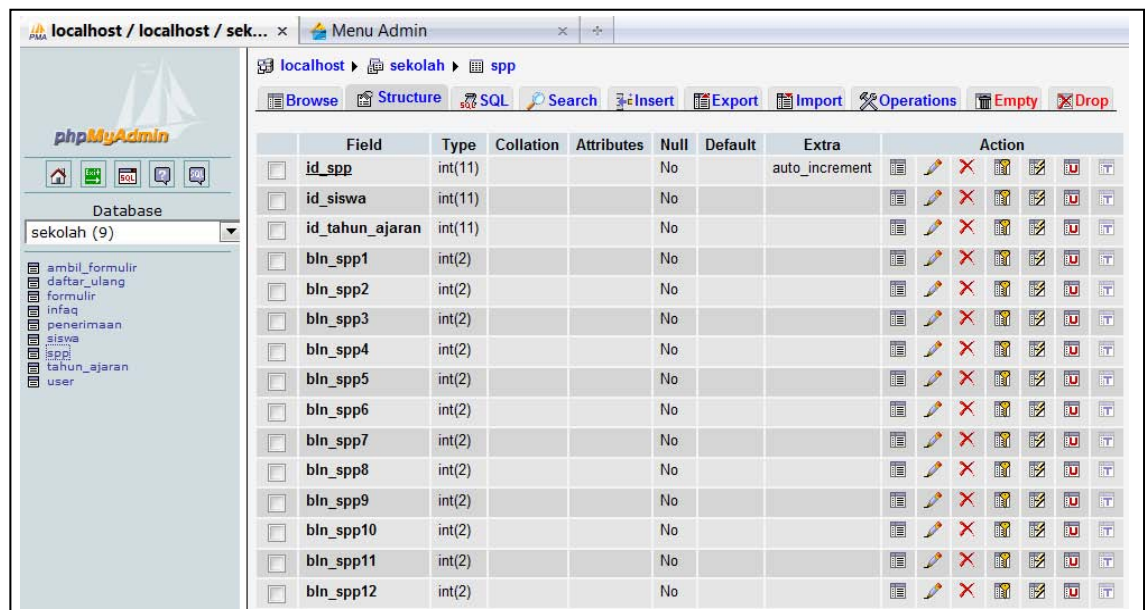 PMA localhost / localhost / sek... ×
Menu Admin ×
localhost ▸ sekolah ▸ spp
Browse Structure SQL Search Insert Export Import Operations Empty Drop
phpMyAdmin
Exit SQL ? SQL
Database
sekolah (9)
ambil_formulir
daftar_ulang
formulir
infaq
penerimaan
siswa
spp
tahun_ajaran
user
Field Type Collation Attributes Null Default Extra Action
id_spp int(11) No auto_increment
id_siswa int(11) No
id_tahun_ajaran int(11) No
bln_spp1 int(2) No
bln_spp2 int(2) No
bln_spp3 int(2) No
bln_spp4 int(2) No
bln_spp5 int(2) No
bln_spp6 int(2) No
bln_spp7 int(2) No
bln_spp8 int(2) No
bln_spp9 int(2) No
bln_spp10 int(2) No
bln_spp11 int(2) No
bln_spp12 int(2) No